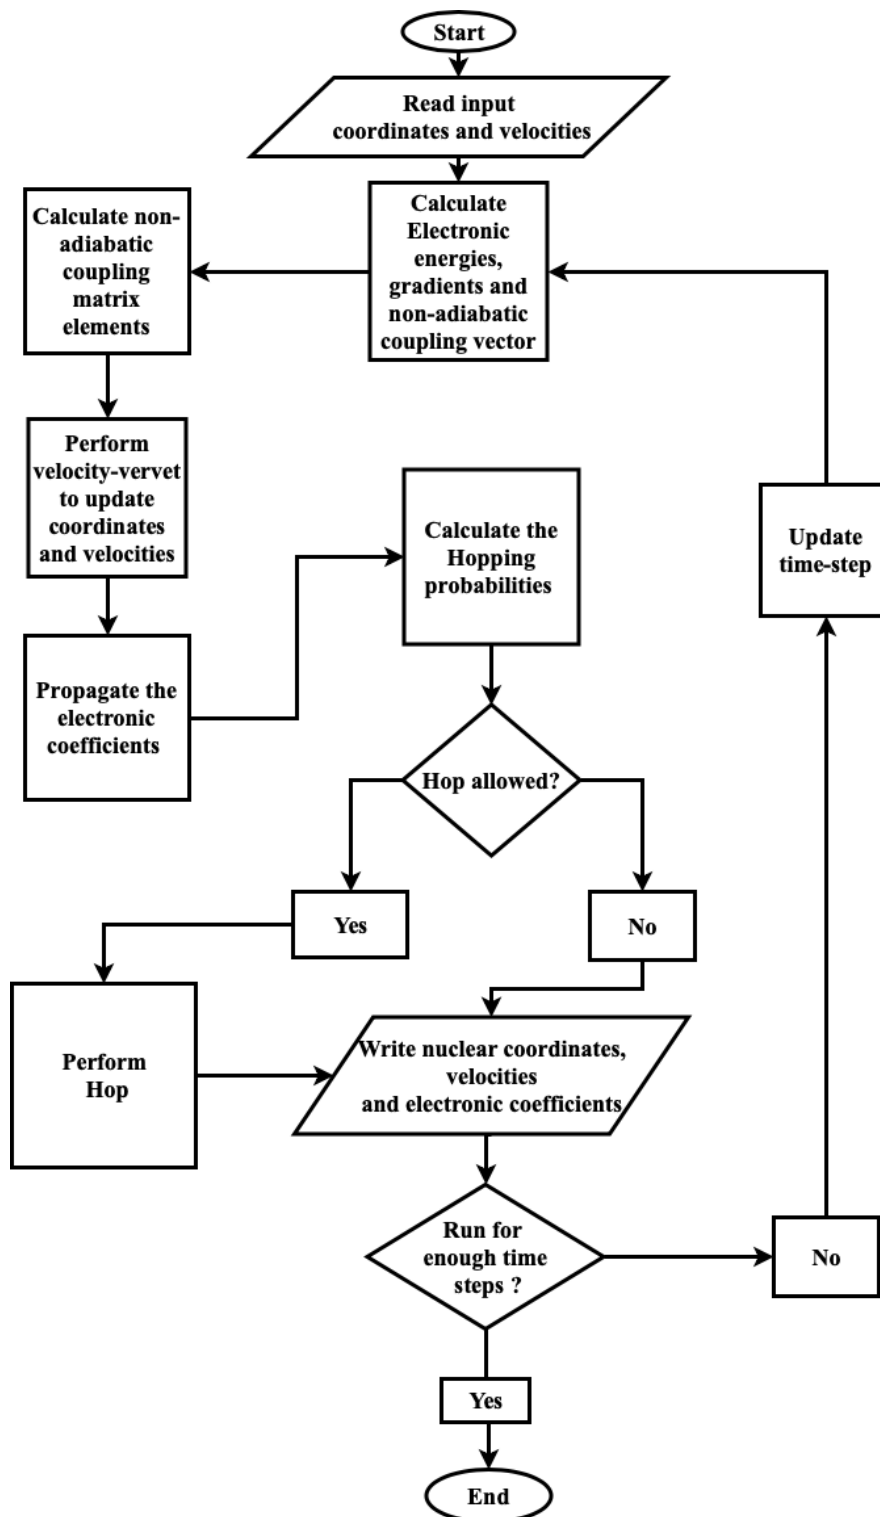 Start
Read input
coordinates and velocities
Calculate
Electronic
energies,
gradients and
non-adiabatic
coupling vector
Calculate non-
adiabatic
coupling
matrix
elements
Perform
velocity-vervet
to update
coordinates
and velocities
Propagate the
electronic
coefficients
Calculate the
Hopping
probabilities
Update
time-step
Hop allowed?
Yes
No
Perform
Hop
Write nuclear coordinates,
velocities
and electronic coefficients
Run for
enough time
steps ?
No
Yes
End